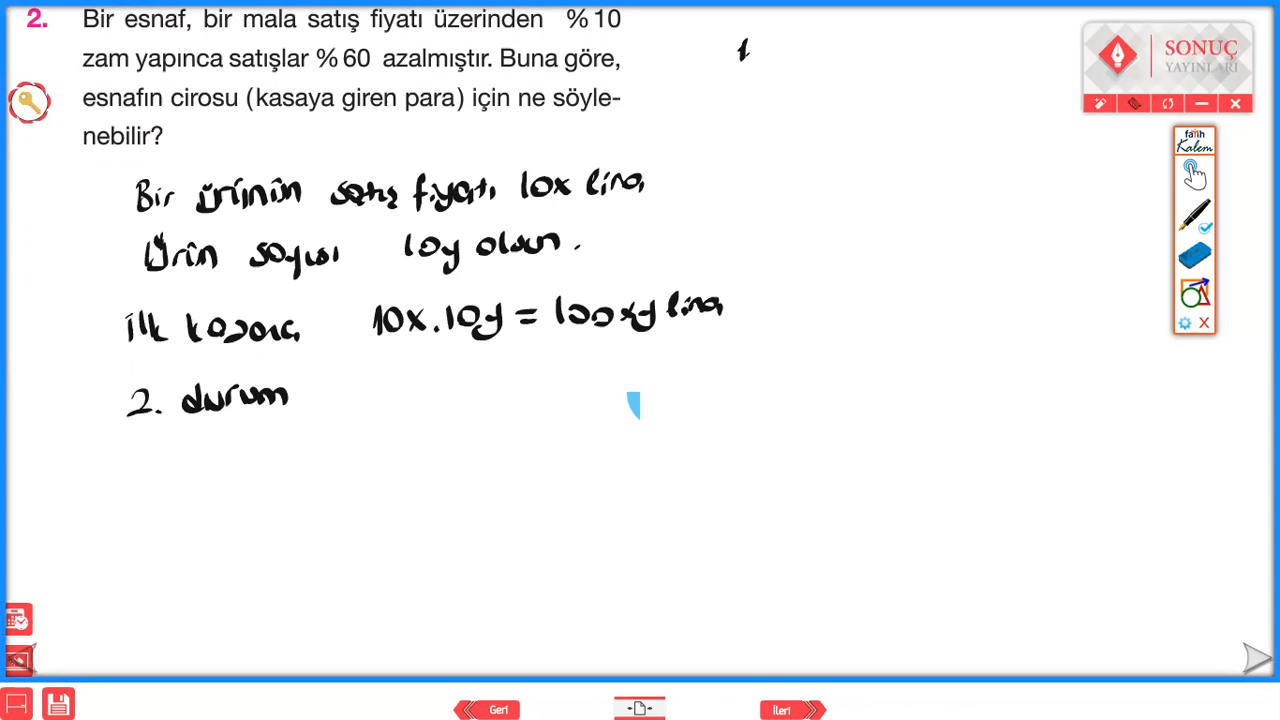 2. Bir esnaf, bir mala satış fiyatı üzerinden %10
zam yapınca satışlar %60 azalmıştır. Buna göre,
esnafın cirosu (kasaya giren para) için ne söyle-
nebilir?
Bir ürünün satış fiyatı 10x lira
Ürün sayısı 10y olsun.
ilk kazanç 10x.10y = 100xy lira
2. durum
SONUÇ
YAYINLARI
fatih
Kalem
Geri
İleri